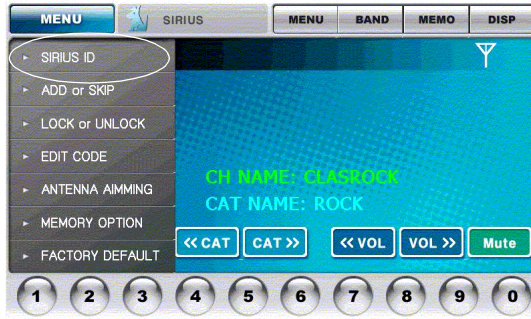 MENU SIRIUS MENU BAND MEMO DISP
SIRIUS ID
ADD or SKIP
LOCK or UNLOCK
EDIT CODE
ANTENNA AIMMING
MEMORY OPTION
FACTORY DEFAULT
CH NAME: CLASROCK
CAT NAME: ROCK
<< CAT CAT >> << VOL VOL >> Mute
1 2 3 4 5 6 7 8 9 0